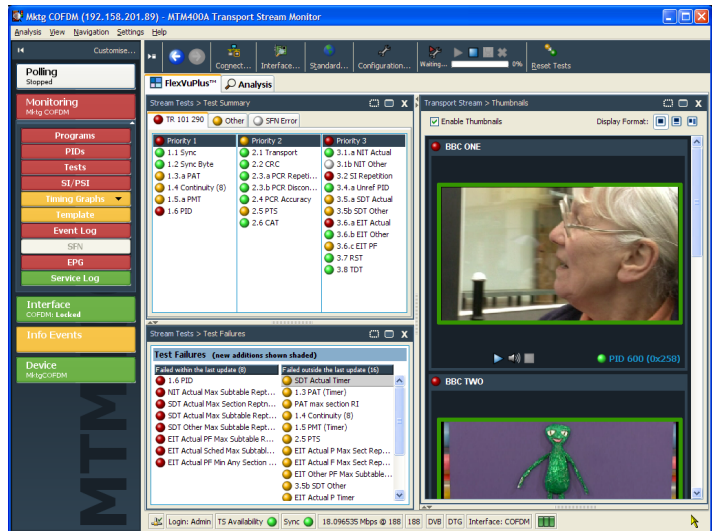 Mktg COFDM (192.158.201.89) - MTM400A Transport Stream Monitor
Analysis View Navigation Settings Help
Customise...
Connect... Interface... Standard... Configuration... Waiting... 0% Reset Tests
Polling
Stopped
Monitoring
Mktg COFDM
Programs
PIDs
Tests
SI/PSI
Timing Graphs
Template
Event Log
SFN
EPG
Service Log
Interface
COFDM: Locked
Info Events
Device
MktgCOFDM
MTM
FlexVuPlus™ Analysis
Stream Tests > Test Summary
TR 101 290 Other SFN Error
Priority 1
1.1 Sync
1.2 Sync Byte
1.3.a PAT
1.4 Continuity (8)
1.5.a PMT
1.6 PID
Priority 2
2.1 Transport
2.2 CRC
2.3.a PCR Repeti...
2.3.b PCR Discon...
2.4 PCR Accuracy
2.5 PTS
2.6 CAT
Priority 3
3.1.a NIT Actual
3.1b NIT Other
3.2 SI Repetition
3.4.a Unref PID
3.5.a SDT Actual
3.5b SDT Other
3.6.a EIT Actual
3.6.b EIT Other
3.6.c EIT PF
3.7 RST
3.8 TDT
Stream Tests > Test Failures
Test Failures (new additions shown shaded)
Failed within the last update (8)
1.6 PID
NIT Actual Max Subtable Rept...
SDT Actual Max Section Reptn...
SDT Actual Max Subtable Rept...
SDT Other Max Subtable Rept...
EIT Actual PF Max Subtable R...
EIT Actual Sched Max Subtabl...
EIT Actual PF Min Any Section ...
Failed outside the last update (16)
SDT Actual Timer
1.3 PAT (Timer)
PAT max section RI
1.4 Continuity (8)
1.5 PMT (Timer)
2.5 PTS
EIT Actual P Max Sect Rep...
EIT Actual F Max Sect Rep...
EIT Other PF Max Subtable...
3.5b SDT Other
EIT Actual P Timer
Transport Stream > Thumbnails
Enable Thumbnails Display Format:
BBC ONE
PID 600 (0x258)
BBC TWO
Login: Admin TS Availability Sync 18.096535 Mbps @ 188 188 DVB DTG Interface: COFDM